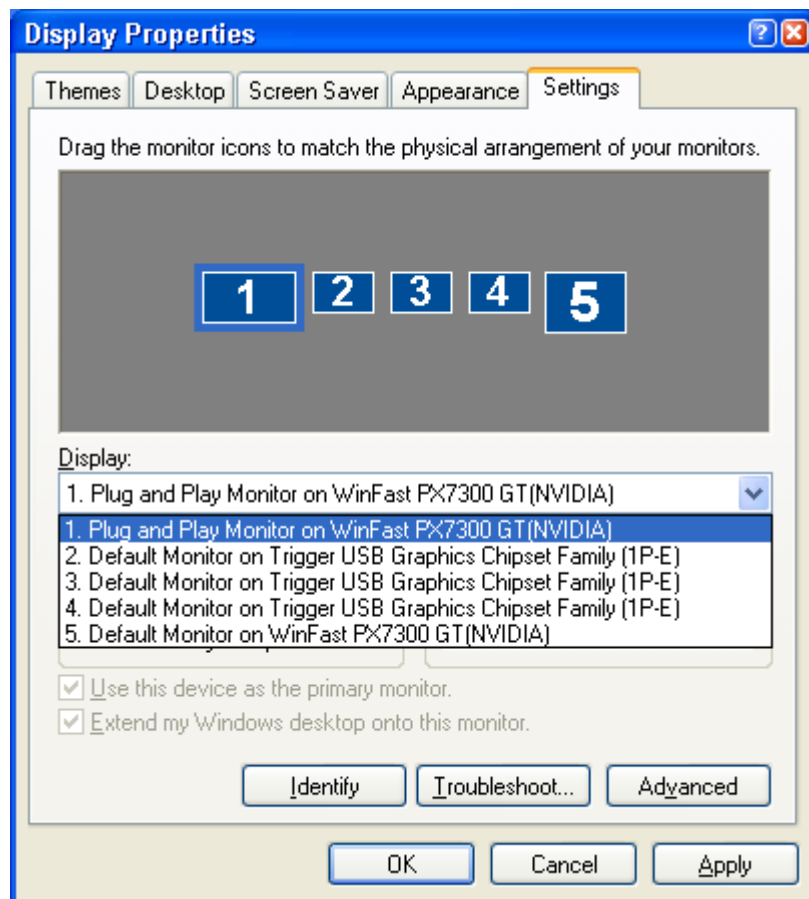 Display Properties
Themes Desktop Screen Saver Appearance Settings
Drag the monitor icons to match the physical arrangement of your monitors.
1 2 3 4 5
Display:
1. Plug and Play Monitor on WinFast PX7300 GT(NVIDIA)
1. Plug and Play Monitor on WinFast PX7300 GT(NVIDIA)
2. Default Monitor on Trigger USB Graphics Chipset Family (1P-E)
3. Default Monitor on Trigger USB Graphics Chipset Family (1P-E)
4. Default Monitor on Trigger USB Graphics Chipset Family (1P-E)
5. Default Monitor on WinFast PX7300 GT(NVIDIA)
Use this device as the primary monitor.
Extend my Windows desktop onto this monitor.
Identify Troubleshoot... Advanced
OK Cancel Apply